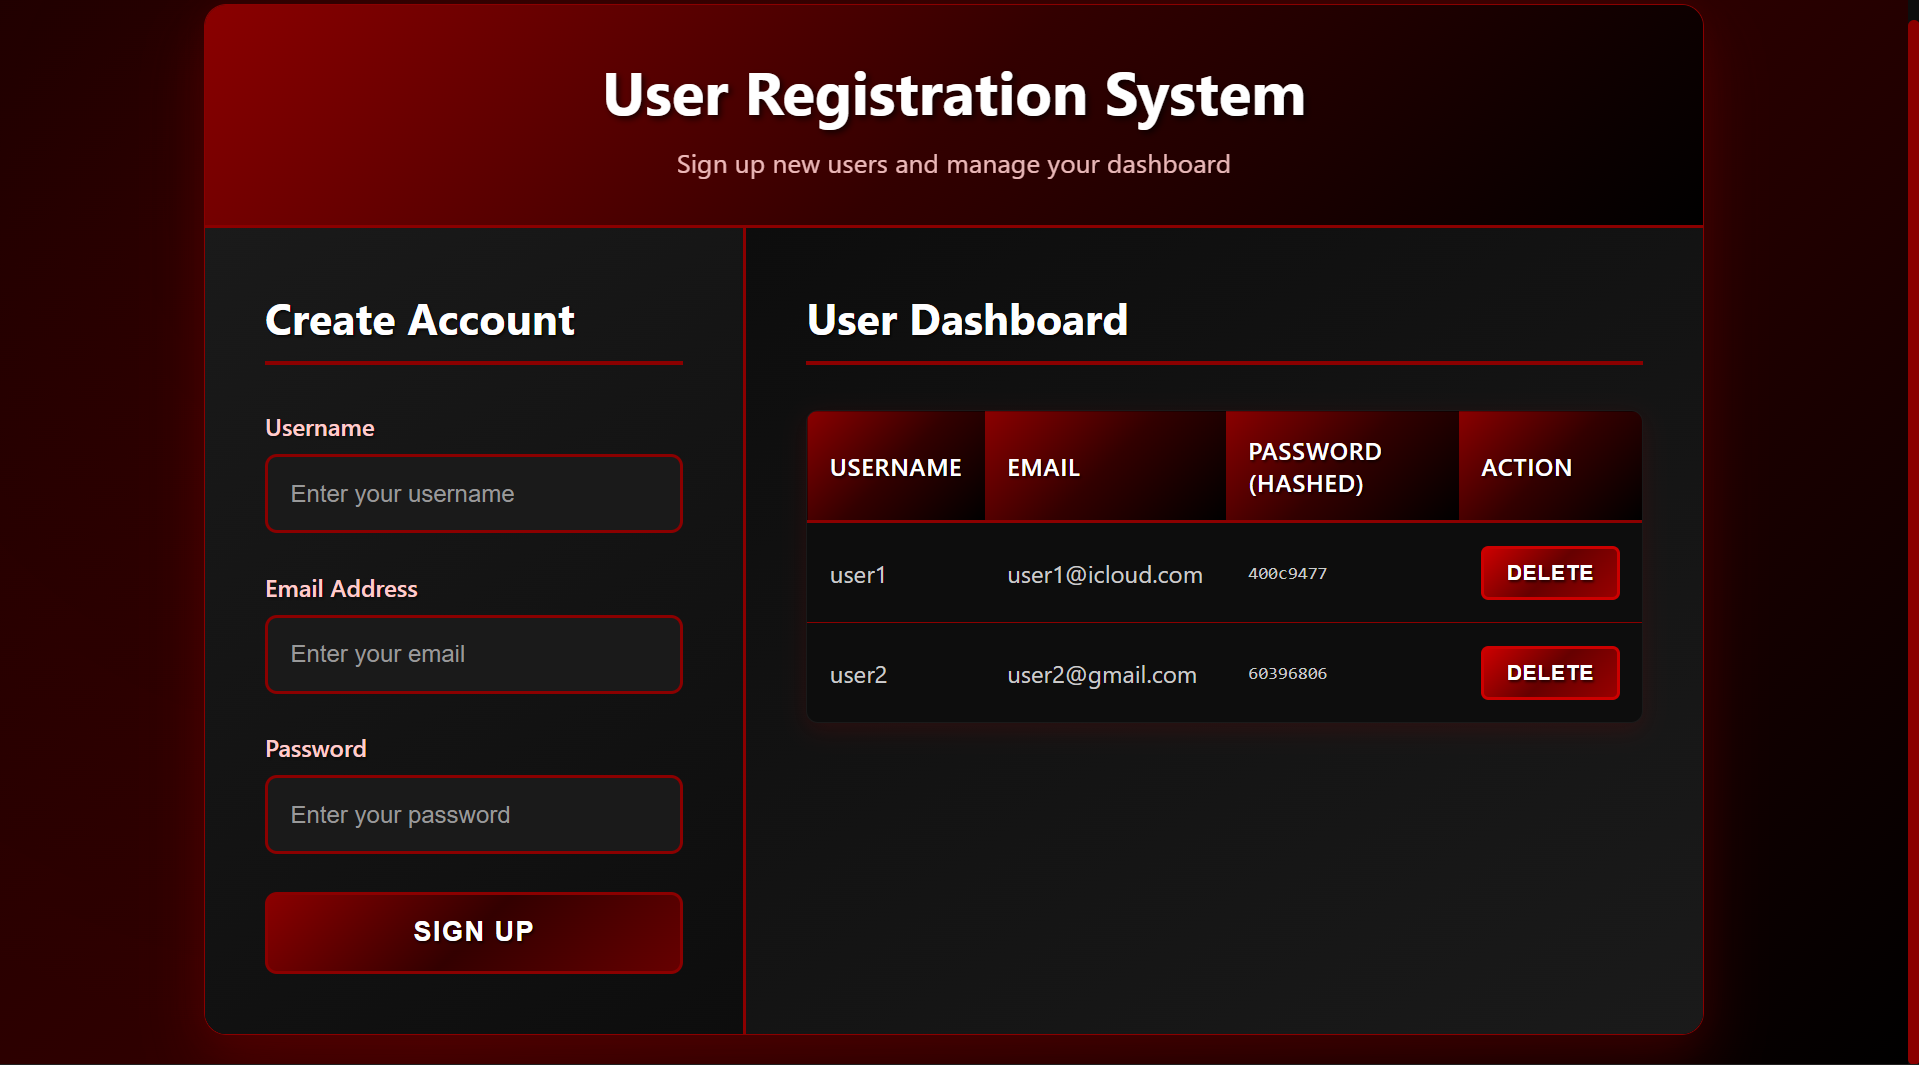 User Registration System
Sign up new users and manage your dashboard
Create Account
Username
Enter your username
Email Address
Enter your email
Password
Enter your password
SIGN UP
User Dashboard
USERNAME EMAIL PASSWORD (HASHED) ACTION
user1 user1@icloud.com 400c9477 DELETE
user2 user2@gmail.com 60396806 DELETE